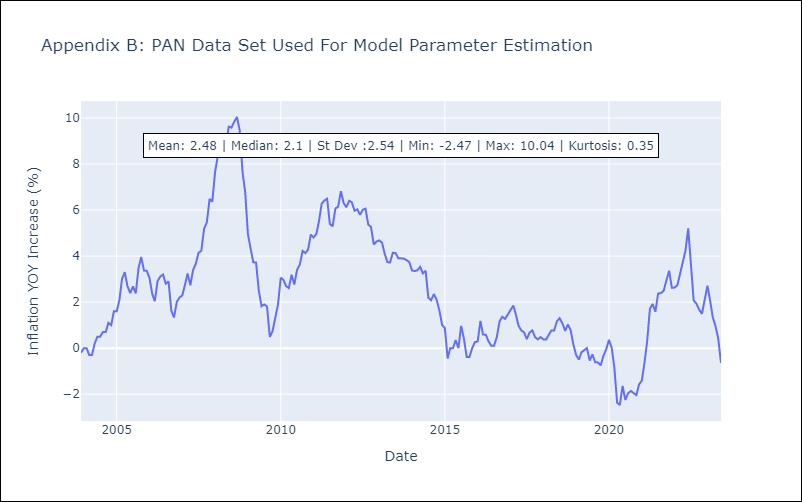 Appendix B: PAN Data Set Used For Model Parameter Estimation
Mean: 2.48 | Median: 2.1 | St Dev :2.54 | Min: -2.47 | Max: 10.04 | Kurtosis: 0.35
Inflation YOY Increase (%)
10
8
6
4
2
0
−2
2005
2010
2015
2020
Date